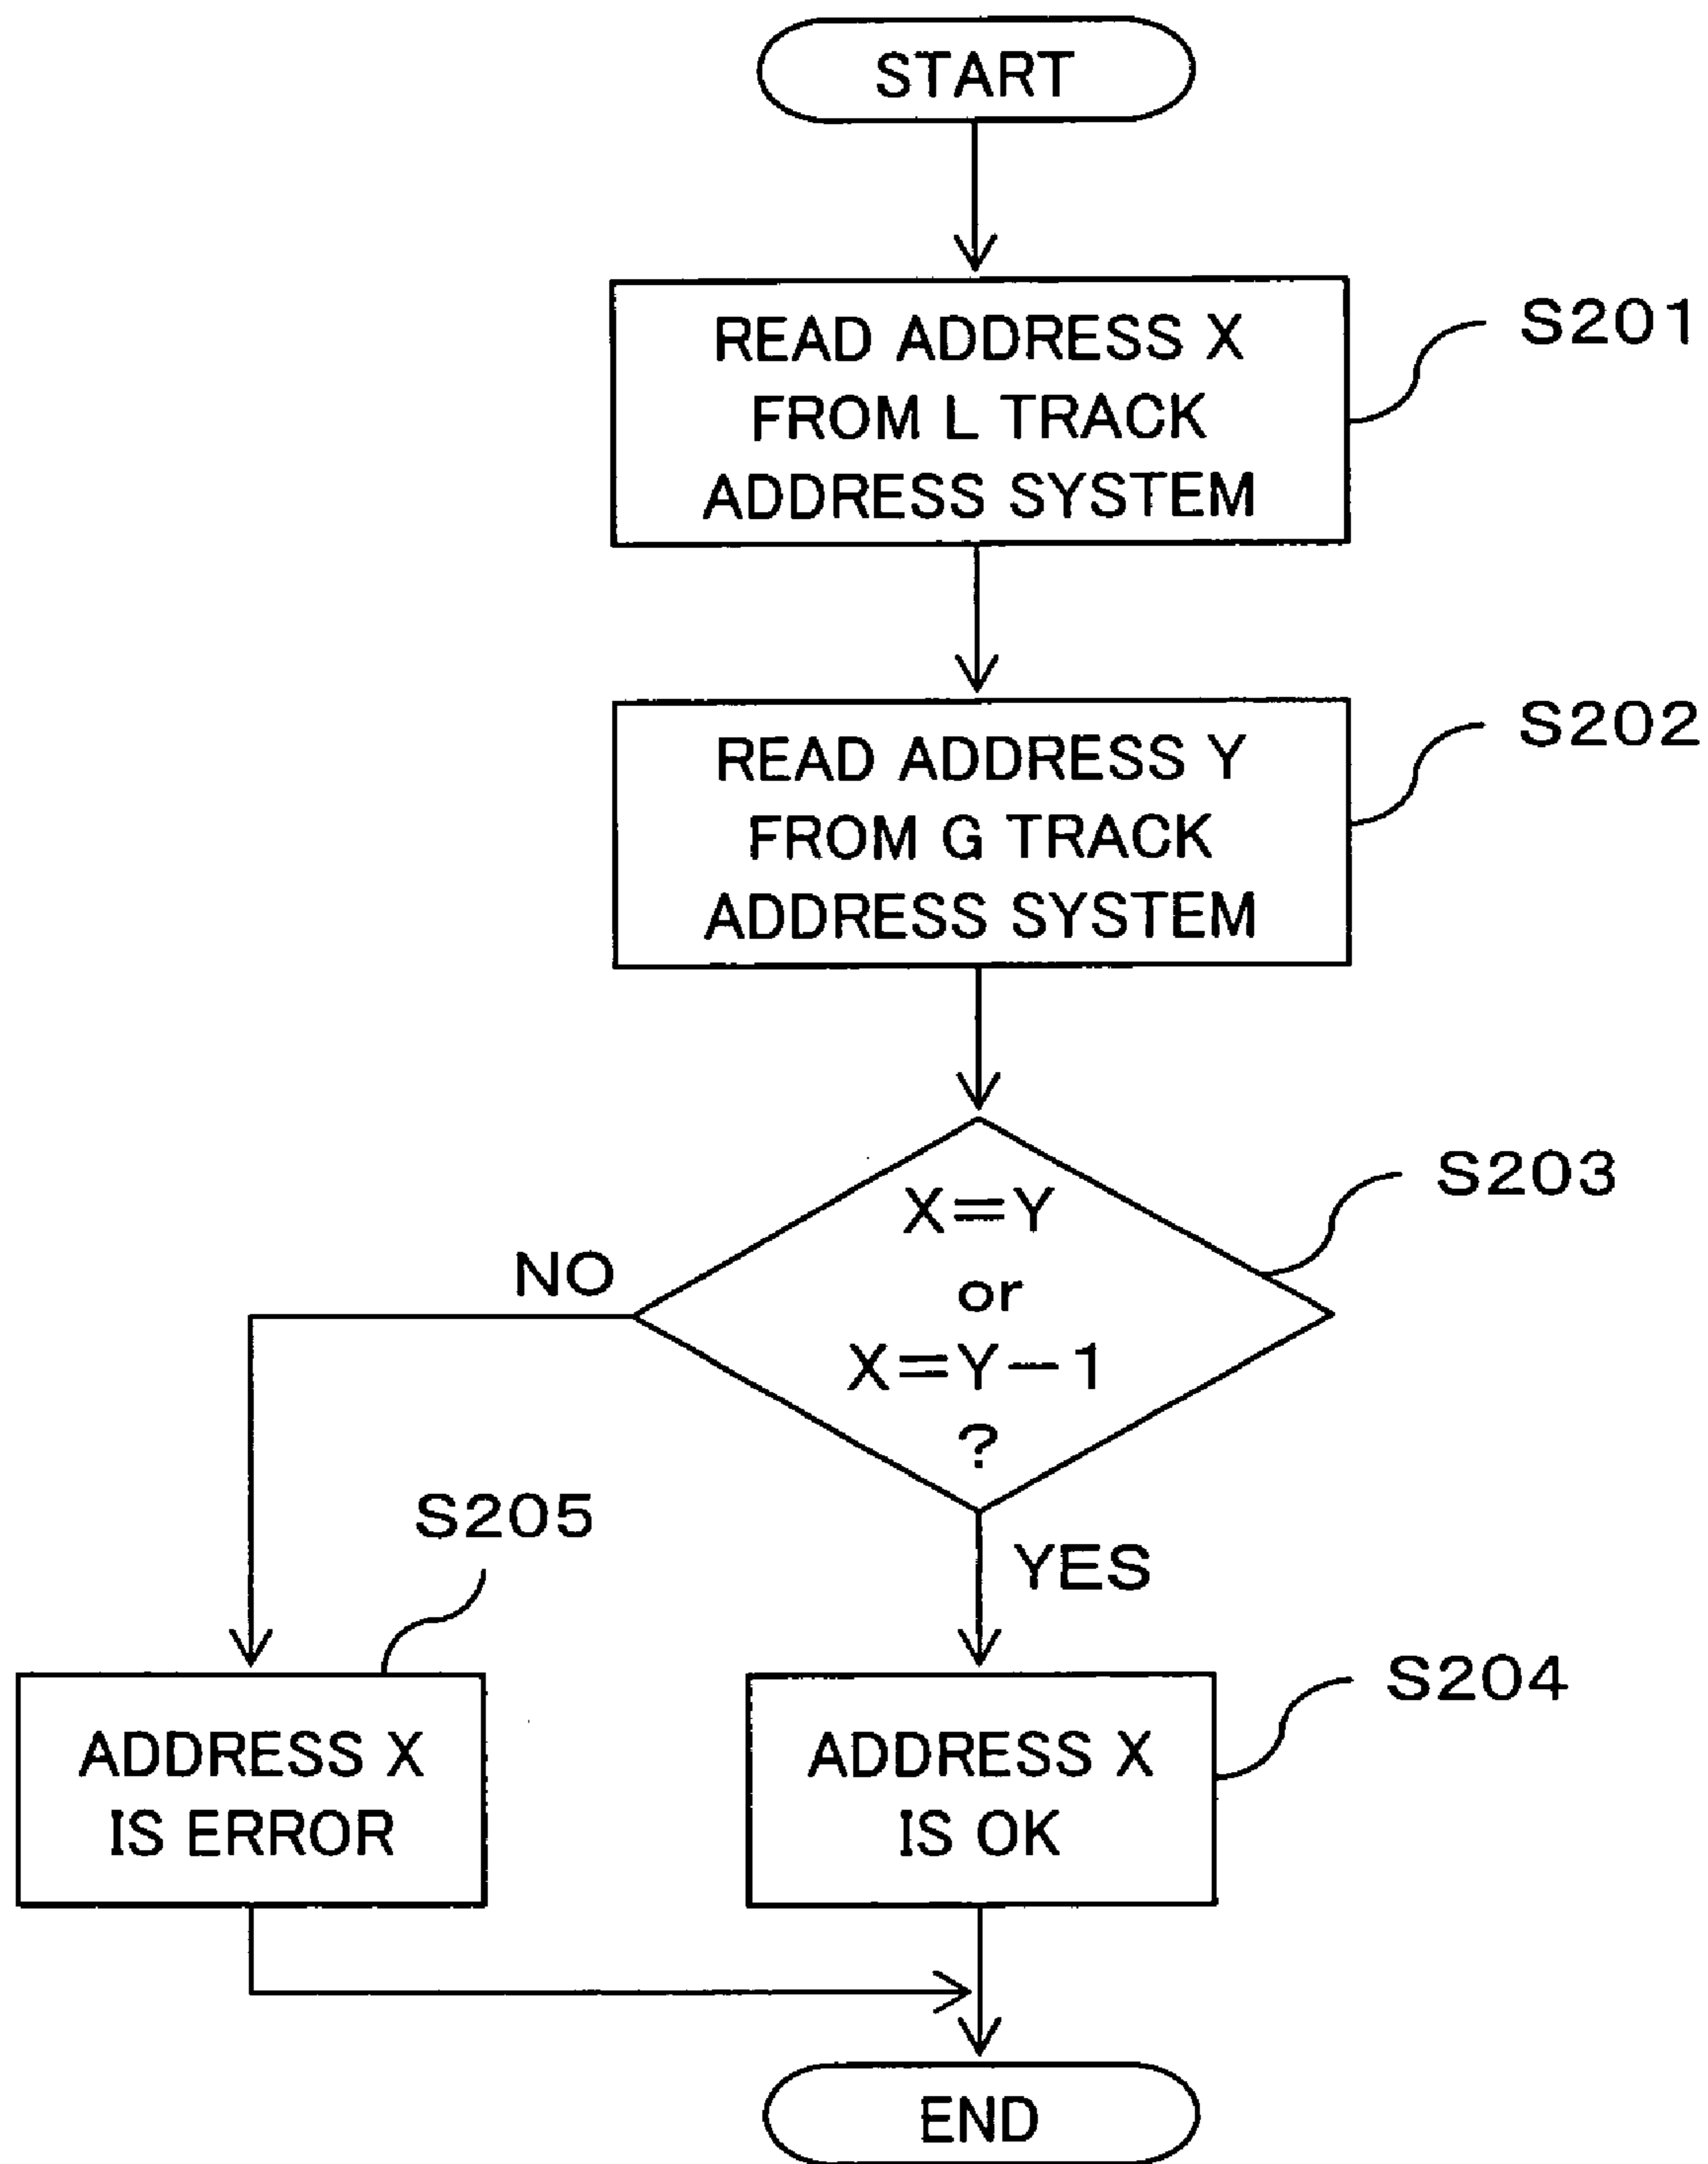 START
READ ADDRESS X
FROM L TRACK
ADDRESS SYSTEM
S201
READ ADDRESS Y
FROM G TRACK
ADDRESS SYSTEM
S202
X=Y
or
X=Y-1
?
S203
NO
YES
S205
ADDRESS X
IS ERROR
S204
ADDRESS X
IS OK
END